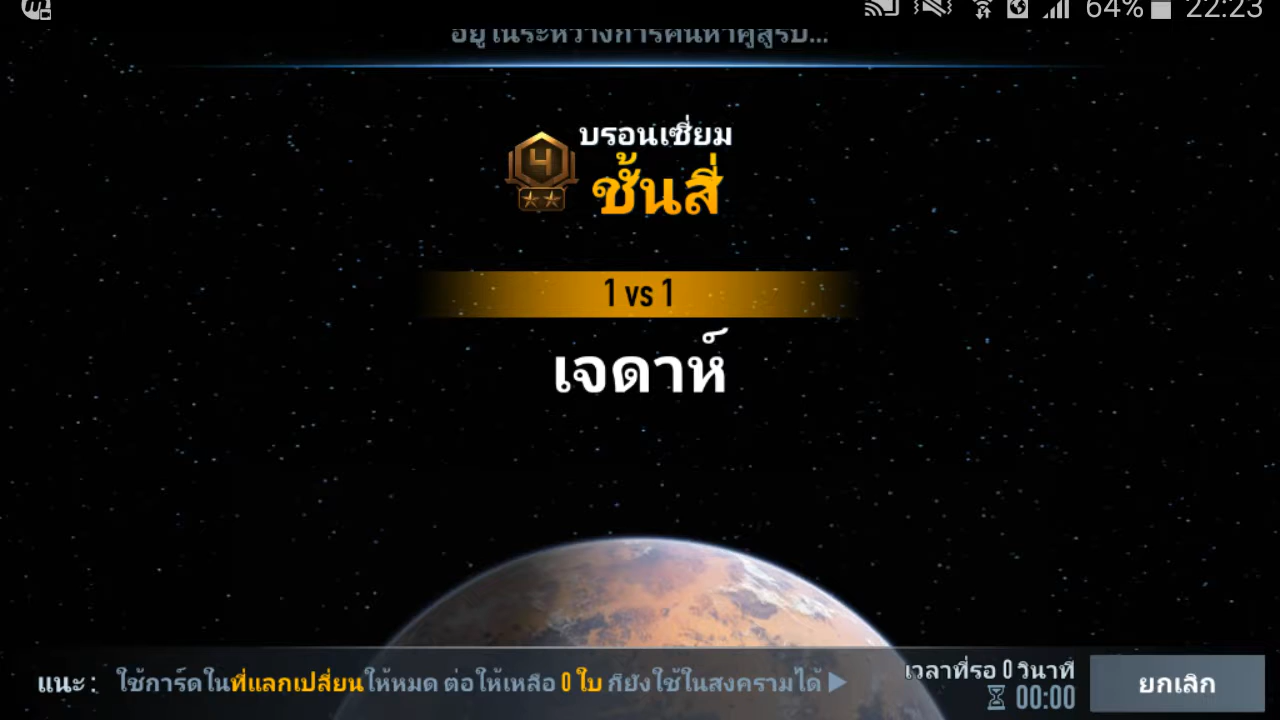 64% 22:23
อยู่ในระหว่างการค้นหาคู่สู้รบ...
บรอนเซี่ยม
4
ชั้นสี่
1 vs 1
เจดาห์
แนะ : ใช้การ์ดในที่แลกเปลี่ยนให้หมด ต่อให้เหลือ 0 ใบ ก็ยังใช้ในสงครามได้
เวลาที่รอ 0 วินาที
00:00
ยกเลิก